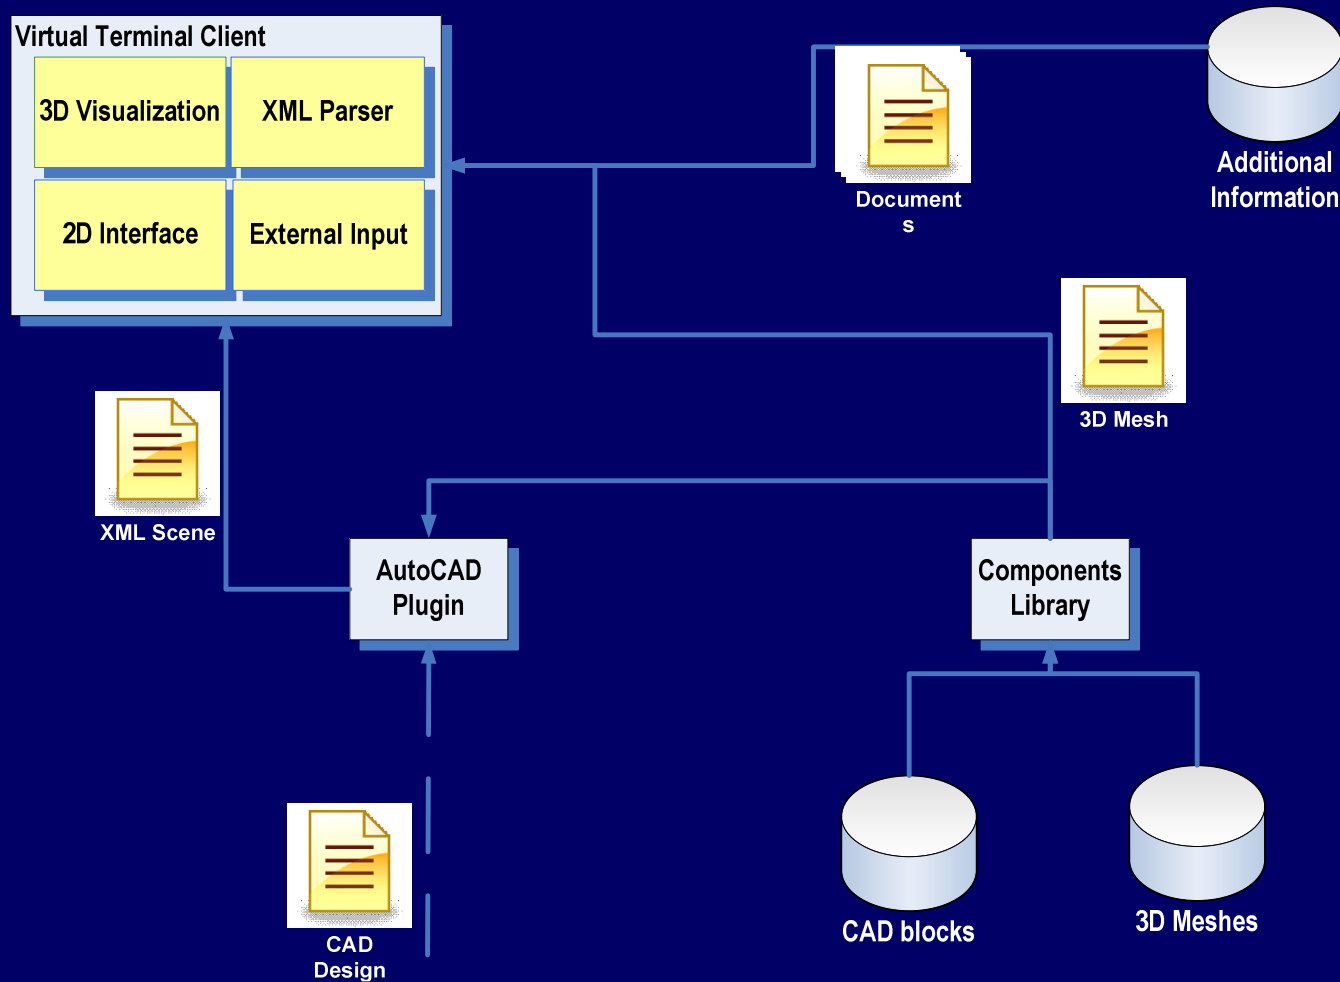 Virtual Terminal Client
3D Visualization
XML Parser
2D Interface
External Input
Document
s
Additional
Information
3D Mesh
XML Scene
AutoCAD
Plugin
Components
Library
CAD
Design
CAD blocks
3D Meshes